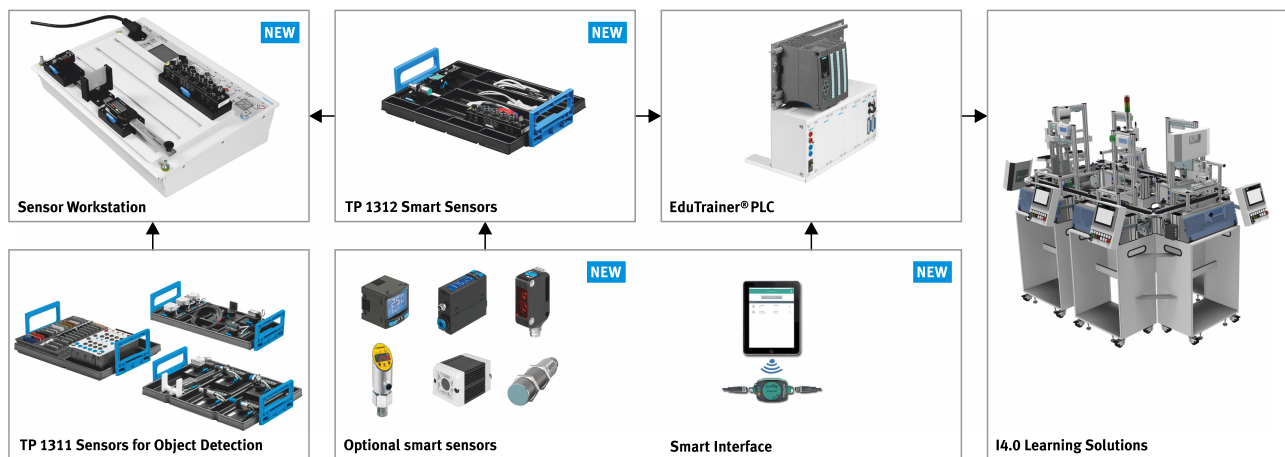 NEW
Sensor Workstation
NEW
TP 1312 Smart Sensors
EduTrainer® PLC
I4.0 Learning Solutions
TP 1311 Sensors for Object Detection
NEW
Optional smart sensors
NEW
Smart Interface